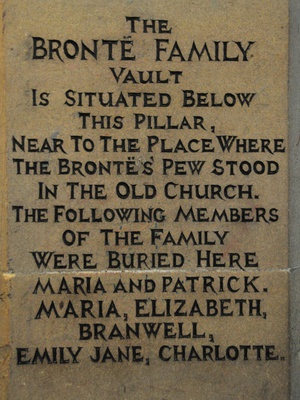 THE
BRONTË FAMILY
VAULT
IS SITUATED BELOW
THIS PILLAR,
NEAR TO THE PLACE WHERE
THE BRONTËS' PEW STOOD
IN THE OLD CHURCH.
THE FOLLOWING MEMBERS
OF THE FAMILY
WERE BURIED HERE
MARIA AND PATRICK.
MARIA, ELIZABETH,
BRANWELL,
EMILY JANE, CHARLOTTE.